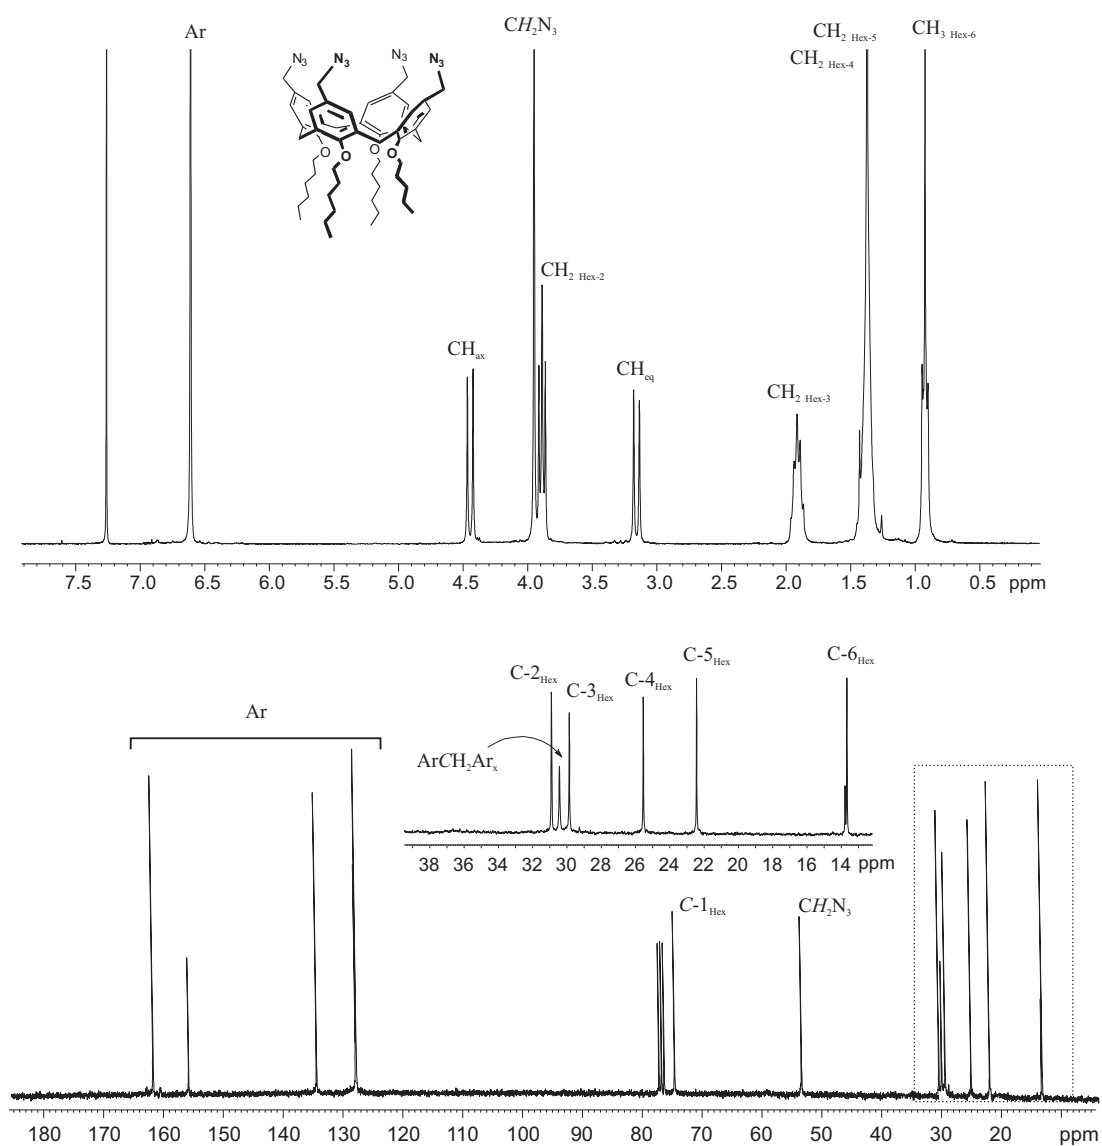 Ar
CH₂N₃
CH₂ Hex-5
CH₂ Hex-4
CH₃ Hex-6
N₃ N₃ N₃ N₃
O O O O
CH₂ Hex-2
CHax
CHeq
CH₂ Hex-3
7.5 7.0 6.5 6.0 5.5 5.0 4.5 4.0 3.5 3.0 2.5 2.0 1.5 1.0 0.5 ppm
C-2Hex
C-3Hex
C-4Hex
C-5Hex
C-6Hex
Ar
ArCH₂Arₓ
38 36 34 32 30 28 26 24 22 20 18 16 14 ppm
C-1Hex
CH₂N₃
180 170 160 150 140 130 120 110 100 90 80 70 60 50 40 30 20 ppm